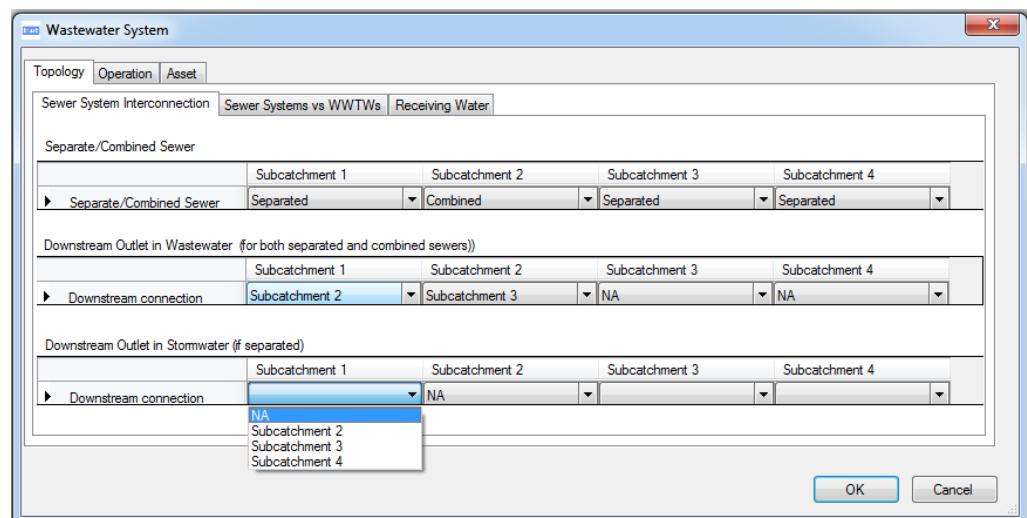 Wastewater System
Topology Operation Asset
Sewer System Interconnection Sewer Systems vs WWTWs Receiving Water
Separate/Combined Sewer
Subcatchment 1 Subcatchment 2 Subcatchment 3 Subcatchment 4
Separate/Combined Sewer Separated Combined Separated Separated
Downstream Outlet in Wastewater (for both separated and combined sewers))
Subcatchment 1 Subcatchment 2 Subcatchment 3 Subcatchment 4
Downstream connection Subcatchment 2 Subcatchment 3 NA NA
Downstream Outlet in Stormwater (if separated)
Subcatchment 1 Subcatchment 2 Subcatchment 3 Subcatchment 4
Downstream connection NA
NA
Subcatchment 2
Subcatchment 3
Subcatchment 4
OK Cancel